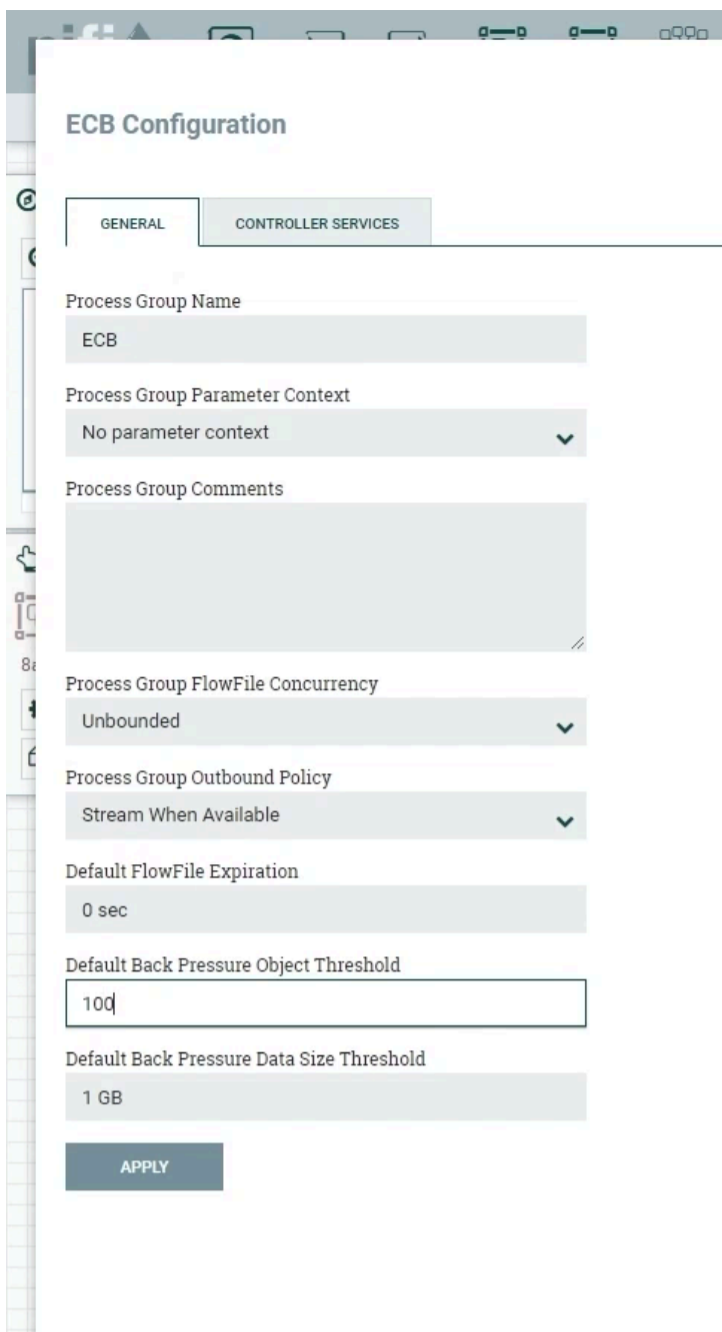 nifi
ECB Configuration
GENERAL
CONTROLLER SERVICES
Process Group Name
ECB
Process Group Parameter Context
No parameter context
Process Group Comments
Process Group FlowFile Concurrency
Unbounded
Process Group Outbound Policy
Stream When Available
Default FlowFile Expiration
0 sec
Default Back Pressure Object Threshold
100
Default Back Pressure Data Size Threshold
1 GB
APPLY